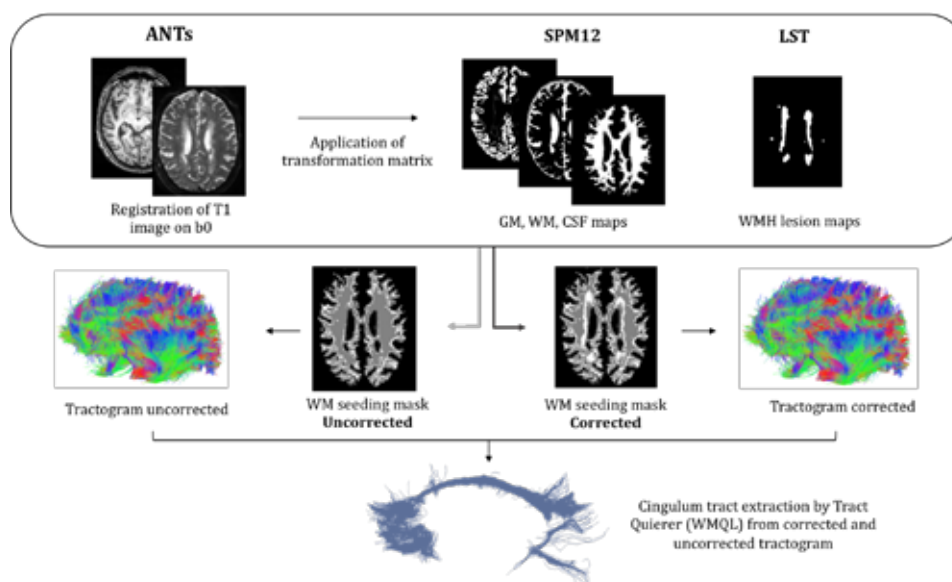 ANTs
SPM12
LST
Application of
transformation matrix
Registration of T1
image on b0
GM, WM, CSF maps
WMH lesion maps
Tractogram uncorrected
WM seeding mask
Uncorrected
WM seeding mask
Corrected
Tractogram corrected
Cingulum tract extraction by Tract
Quierer (WMQL) from corrected and
uncorrected tractogram